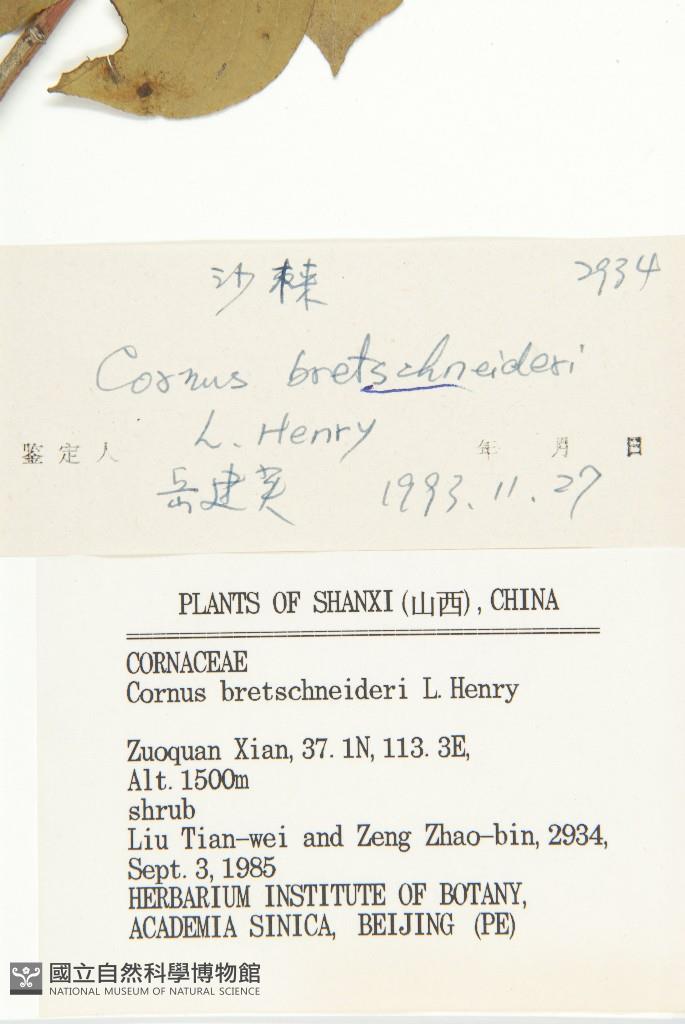 沙棶 2934
Cornus bretschneideri
L. Henry
鉴定人 年 月 日
岳建英 1993.11.27
PLANTS OF SHANXI (山西), CHINA
CORNACEAE
Cornus bretschneideri L. Henry
Zuoquan Xian, 37. 1N, 113. 3E,
Alt. 1500m
shrub
Liu Tian-wei and Zeng Zhao-bin, 2934,
Sept. 3, 1985
HERBARIUM INSTITUTE OF BOTANY,
ACADEMIA SINICA, BEIJING (PE)
國立自然科學博物館
NATIONAL MUSEUM OF NATURAL SCIENCE